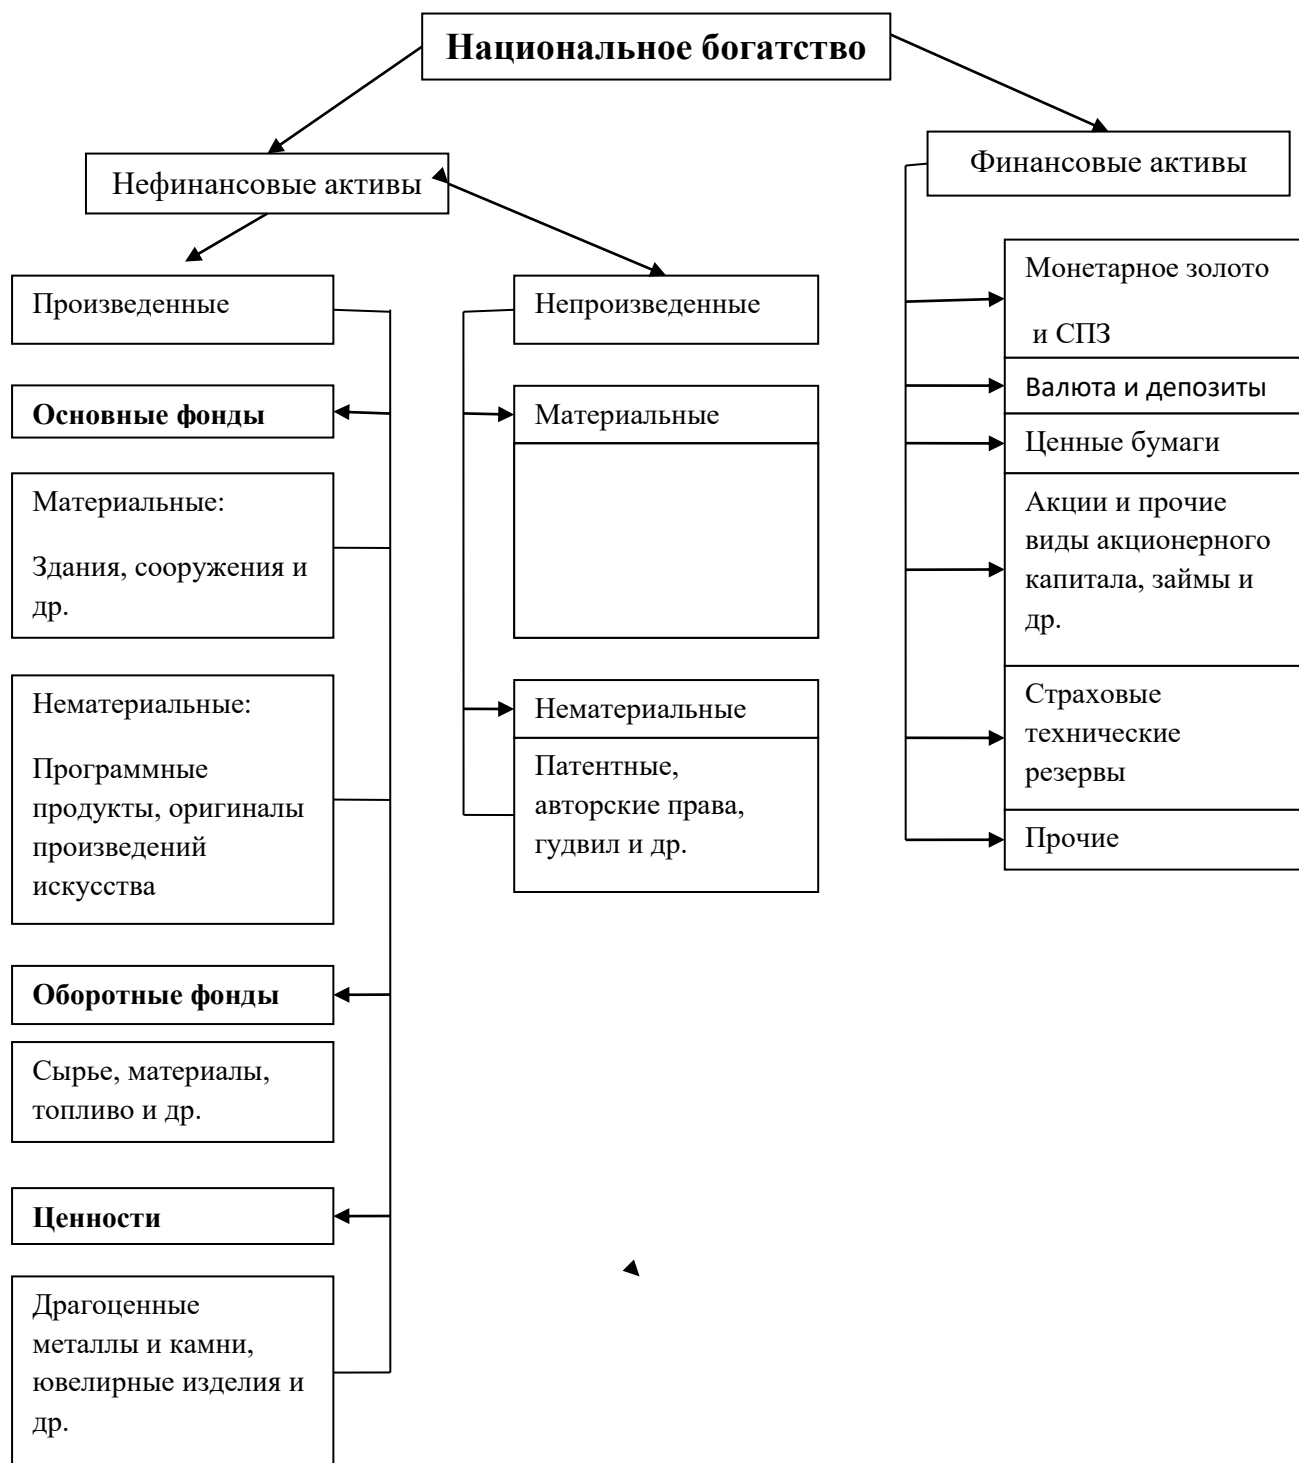 Национальное богатство
Нефинансовые активы
Финансовые активы
Произведенные
Основные фонды
Материальные:
Здания, сооружения и
др.
Нематериальные:
Программные
продукты, оригиналы
произведений
искусства
Оборотные фонды
Сырье, материалы,
топливо и др.
Ценности
Драгоценные
металлы и камни,
ювелирные изделия и
др.
Непроизведенные
Материальные
Нематериальные
Патентные,
авторские права,
гудвил и др.
Монетарное золото
и СПЗ
Валюта и депозиты
Ценные бумаги
Акции и прочие
виды акционерного
капитала, займы и
др.
Страховые
технические
резервы
Прочие